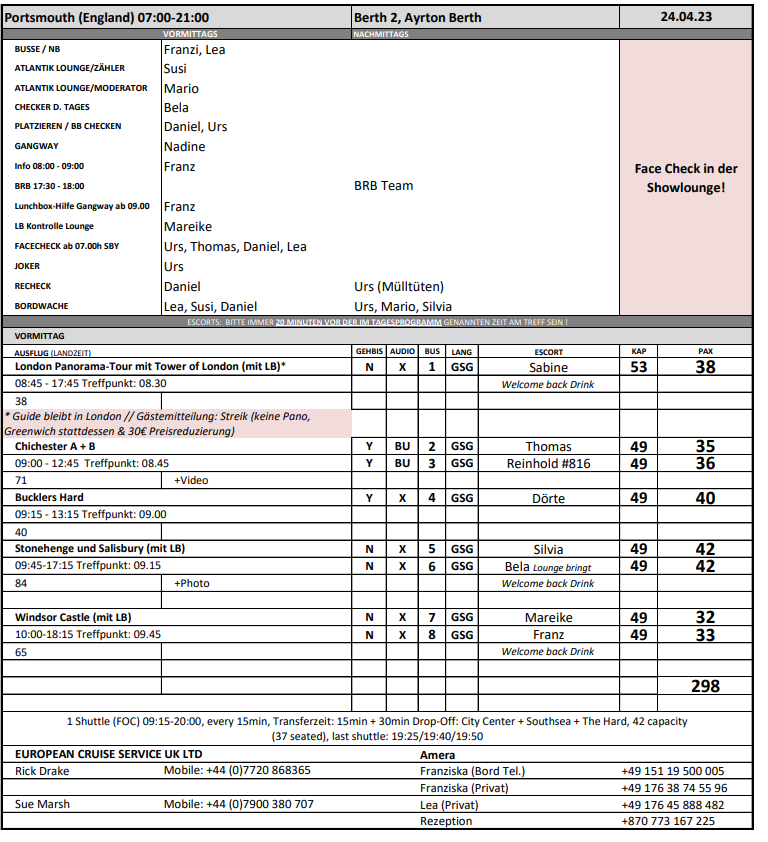 Portsmouth (England) 07:00-21:00 Berth 2, Ayrton Berth 24.04.23
VORMITTAGS NACHMITTAGS
BUSSE / NB Franzi, Lea
ATLANTIK LOUNGE/ZÄHLER Susi
ATLANTIK LOUNGE/MODERATOR Mario
CHECKER D. TAGES Bela
PLATZIEREN / BB CHECKEN Daniel, Urs
GANGWAY Nadine
Info 08:00 - 09:00 Franz
Face Check in der
Showlounge!
BRB 17:30 - 18:00 BRB Team
Lunchbox-Hilfe Gangway ab 09.00 Franz
LB Kontrolle Lounge Mareike
FACECHECK ab 07.00h SBY Urs, Thomas, Daniel, Lea
JOKER Urs
RECHECK Daniel Urs (Mülltüten)
BORDWACHE Lea, Susi, Daniel Urs, Mario, Silvia
ESCORTS: BITTE IMMER 20 MINUTEN VOR DER IM TAGESPROGRAMM GENANNTEN ZEIT AM TREFF SEIN !
VORMITTAG
AUSFLUG (LANDZEIT) GEHBIS AUDIO BUS LANG ESCORT KAP PAX
London Panorama-Tour mit Tower of London (mit LB)* N X 1 GSG Sabine 53 38
08:45 - 17:45 Treffpunkt: 08.30 Welcome back Drink
38
* Guide bleibt in London // Gästemitteilung: Streik (keine Pano,
Greenwich stattdessen & 30€ Preisreduzierung)
Chichester A + B Y BU 2 GSG Thomas 49 35
09:00 - 12:45 Treffpunkt: 08.45 Y BU 3 GSG Reinhold #816 49 36
71 +Video
Bucklers Hard Y X 4 GSG Dörte 49 40
09:15 - 13:15 Treffpunkt: 09.00
40
Stonehenge und Salisbury (mit LB) N X 5 GSG Silvia 49 42
09:45-17:15 Treffpunkt: 09.15 N X 6 GSG Bela Lounge bringt 49 42
84 +Photo Welcome back Drink
Windsor Castle (mit LB) N X 7 GSG Mareike 49 32
10:00-18:15 Treffpunkt: 09.45 N X 8 GSG Franz 49 33
65 Welcome back Drink
298
1 Shuttle (FOC) 09:15-20:00, every 15min, Transferzeit: 15min + 30min Drop-Off: City Center + Southsea + The Hard, 42 capacity
(37 seated), last shuttle: 19:25/19:40/19:50
EUROPEAN CRUISE SERVICE UK LTD Amera
Rick Drake Mobile: +44 (0)7720 868365 Franziska (Bord Tel.) +49 151 19 500 005
Franziska (Privat) +49 176 38 74 55 96
Sue Marsh Mobile: +44 (0)7900 380 707 Lea (Privat) +49 176 45 888 482
Rezeption +870 773 167 225